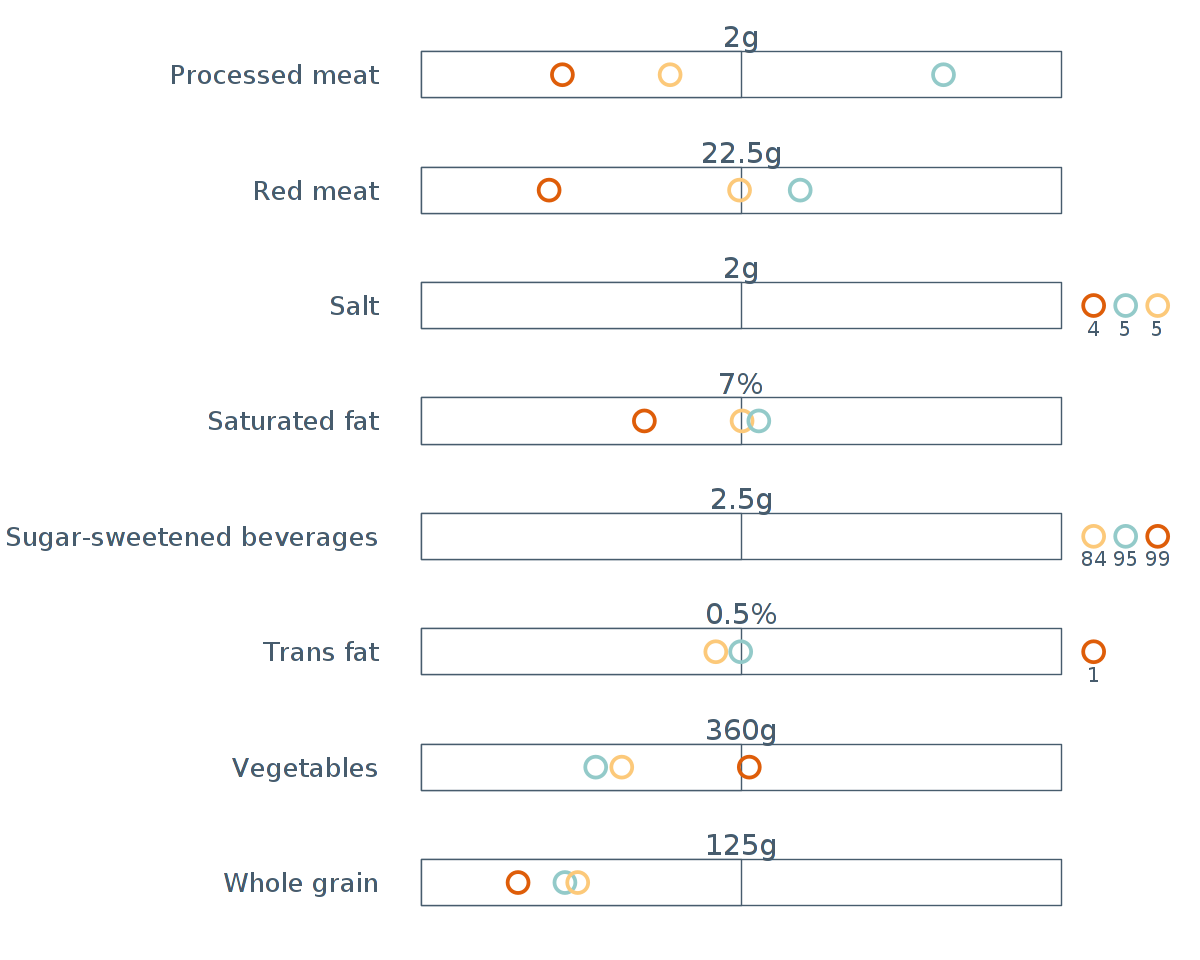 2g
Processed meat
22.5g
Red meat
2g
Salt
4 5 5
7%
Saturated fat
2.5g
Sugar-sweetened beverages
84 95 99
0.5%
Trans fat
1
360g
Vegetables
125g
Whole grain